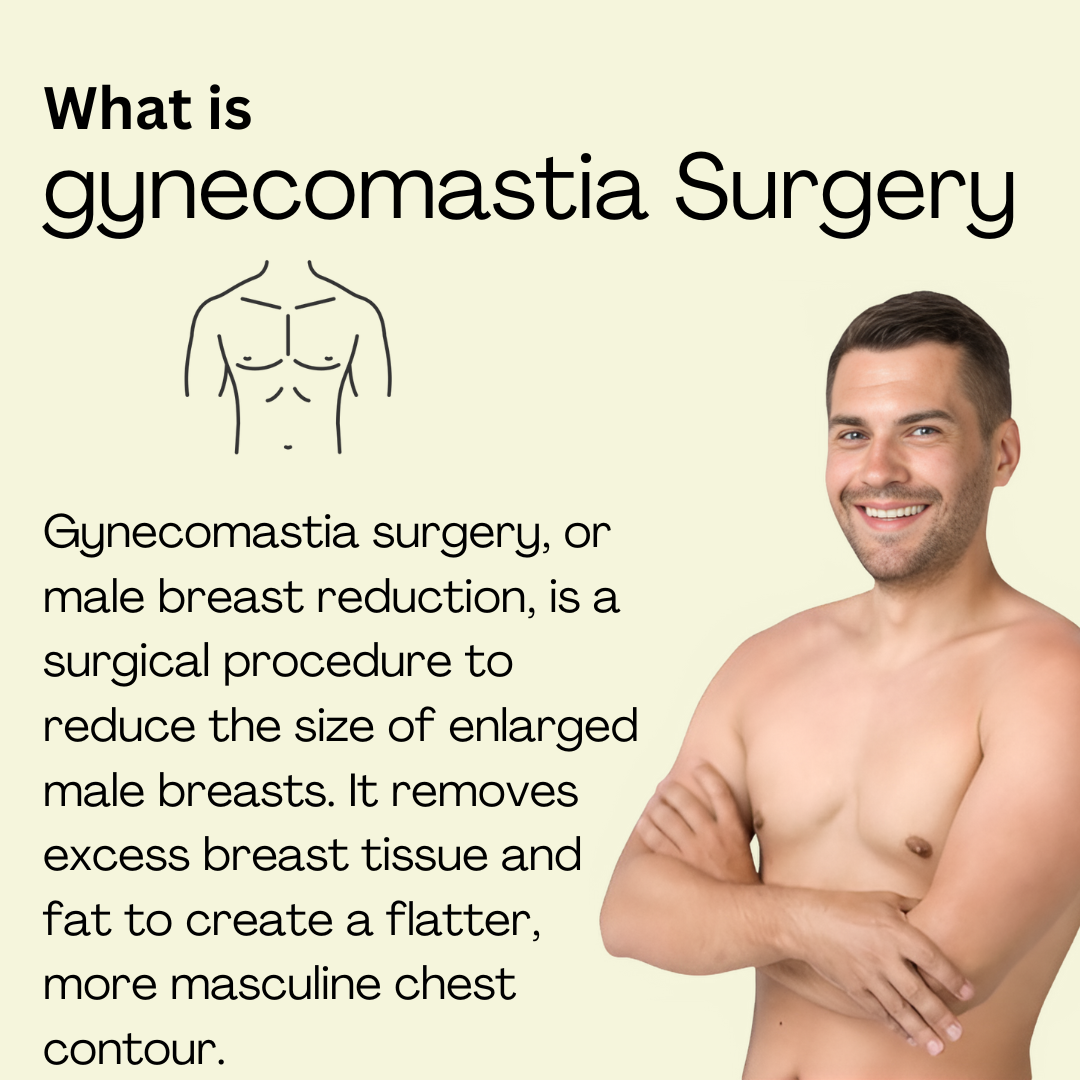 What is
gynecomastia Surgery
Gynecomastia surgery, or
male breast reduction, is a
surgical procedure to
reduce the size of enlarged
male breasts. It removes
excess breast tissue and
fat to create a flatter,
more masculine chest
contour.